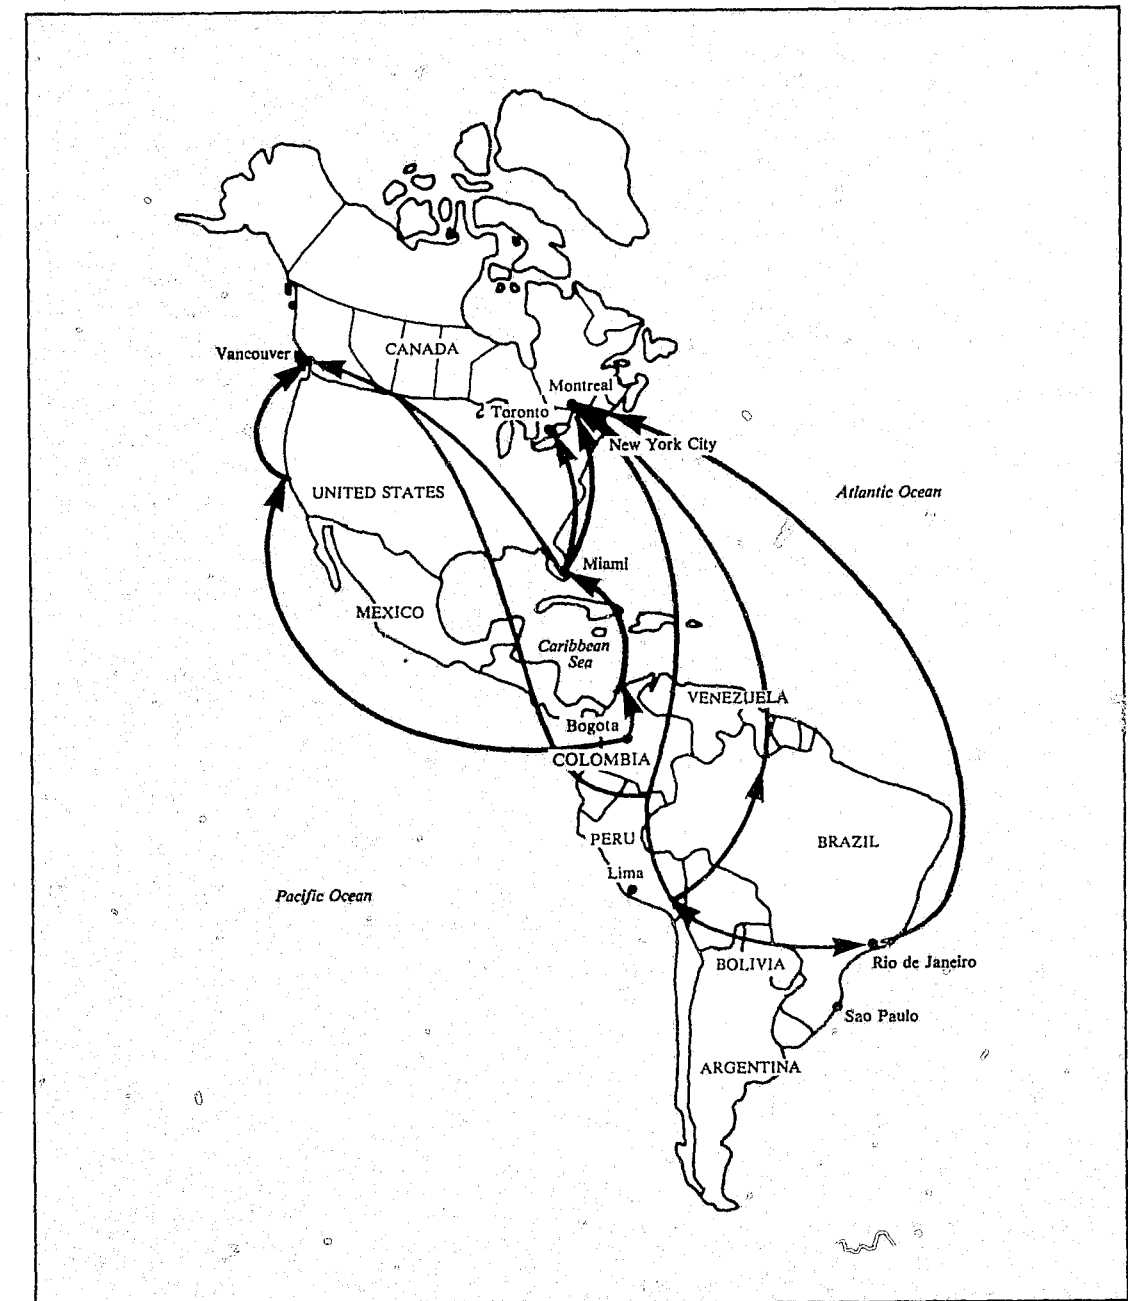 Vancouver
CANADA
Montreal
Toronto
New York City
UNITED STATES
Atlantic Ocean
Miami
MEXICO
Caribbean
Sea
VENEZUELA
Bogota
COLOMBIA
PERU
BRAZIL
Lima
Pacific Ocean
BOLIVIA
Rio de Janeiro
Sao Paulo
ARGENTINA